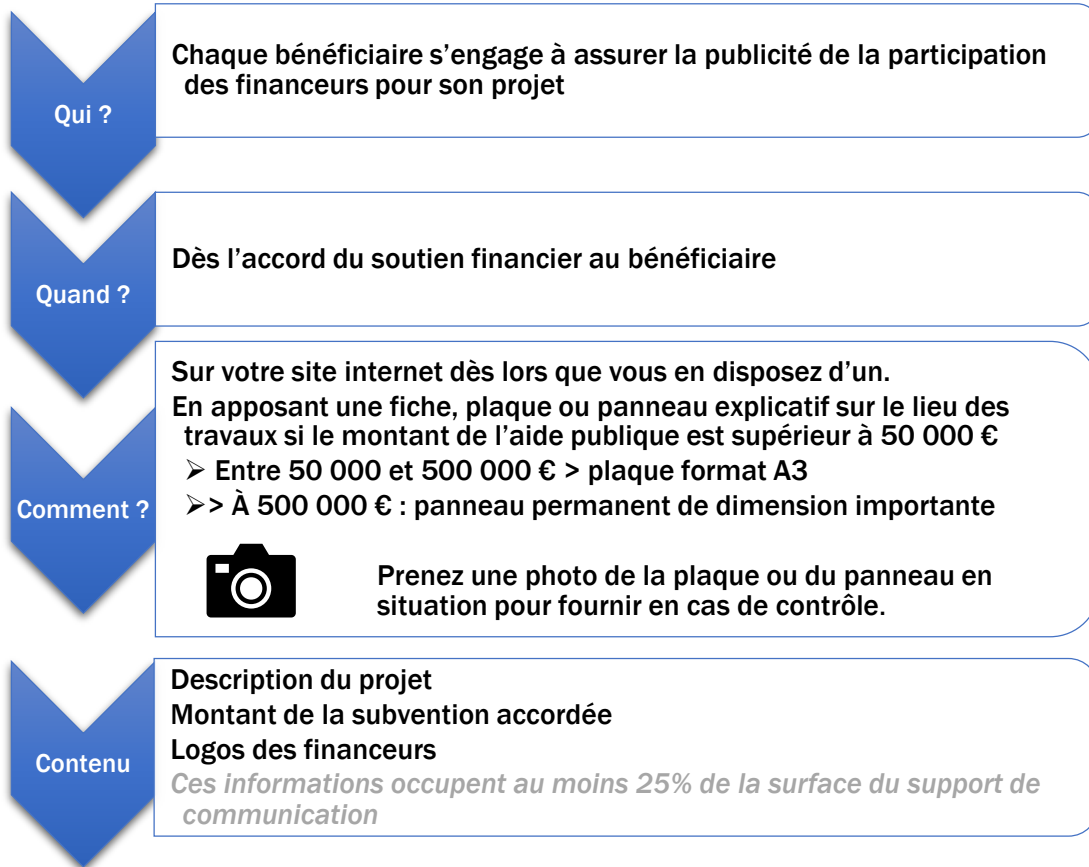 Qui ?
Chaque bénéficiaire s’engage à assurer la publicité de la participation
des financeurs pour son projet
Quand ?
Dès l’accord du soutien financier au bénéficiaire
Comment ?
Sur votre site internet dès lors que vous en disposez d’un.
En apposant une fiche, plaque ou panneau explicatif sur le lieu des
travaux si le montant de l’aide publique est supérieur à 50 000 €
➢ Entre 50 000 et 500 000 € > plaque format A3
➢> À 500 000 € : panneau permanent de dimension importante
Prenez une photo de la plaque ou du panneau en
situation pour fournir en cas de contrôle.
Contenu
Description du projet
Montant de la subvention accordée
Logos des financeurs
Ces informations occupent au moins 25% de la surface du support de
communication